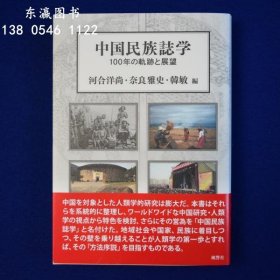 东瀛图书
138 0546 1122
中国民族誌学
100年の軌跡と展望
河合洋尚・奈良雅史・韓敏 編
中国を対象とした人類学的研究は膨大だ。本書はそれ
らを系統的に整理し、ワールドワイドな中国研究・人類
学の視点から特色を検討、さらにその営為を「中国民族
誌学」と名付けた。地域社会や国家、民族に着目しつ
つ、その壁を乗り越えることが人類学の第一歩とすれ
ば、その「方法序説」を目指すものである。
風響社